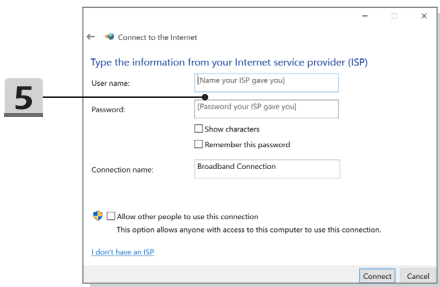 Connect to the Internet
Type the information from your Internet service provider (ISP)
User name:
[Name your ISP gave you]
5
Password:
[Password your ISP gave you]
Show characters
Remember this password
Connection name:
Broadband Connection
Allow other people to use this connection
This option allows anyone with access to this computer to use this connection.
I don't have an ISP
Connect
Cancel